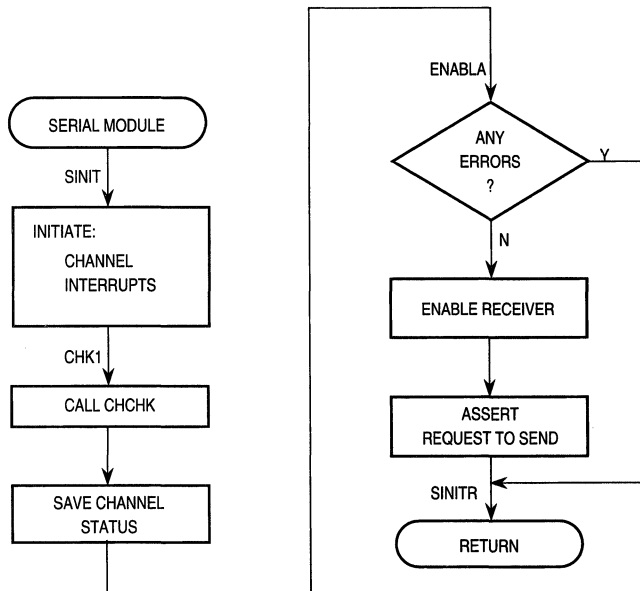 SERIAL MODULE
SINIT
INITIATE:
CHANNEL
INTERRUPTS
CHK1
CALL CHCHK
SAVE CHANNEL
STATUS
ENABLA
ANY
ERRORS
?
Y
N
ENABLE RECEIVER
ASSERT
REQUEST TO SEND
SINITR
RETURN